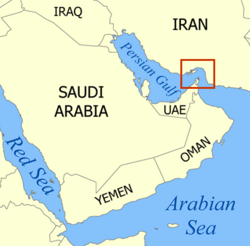 IRAQ
IRAN
Persian Gulf
SAUDI
ARABIA
UAE
OMAN
Red Sea
YEMEN
Arabian
Sea